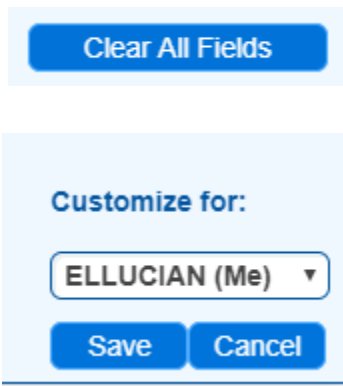 Clear All Fields
Customize for:
ELLUCIAN (Me)
Save Cancel